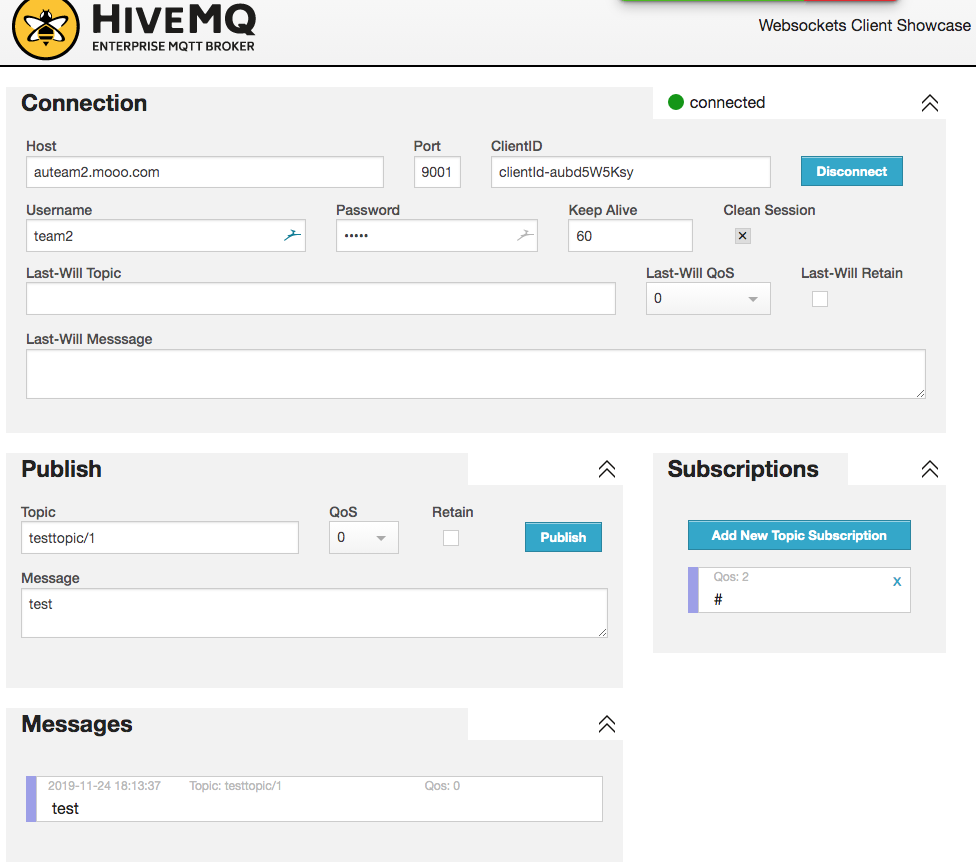 HIVEMQ
ENTERPRISE MQTT BROKER
Websockets Client Showcase
Connection
connected
Host
Port
ClientID
auteam2.mooo.com
9001
clientId-aubd5W5Ksy
Disconnect
Username
Password
Keep Alive
Clean Session
team2
•••••
60
Last-Will Topic
Last-Will QoS
Last-Will Retain
0
Last-Will Messsage
Publish
Topic
QoS
Retain
testtopic/1
0
Publish
Message
test
Subscriptions
Add New Topic Subscription
Qos: 2
x
#
Messages
2019-11-24 18:13:37 Topic: testtopic/1 Qos: 0
test